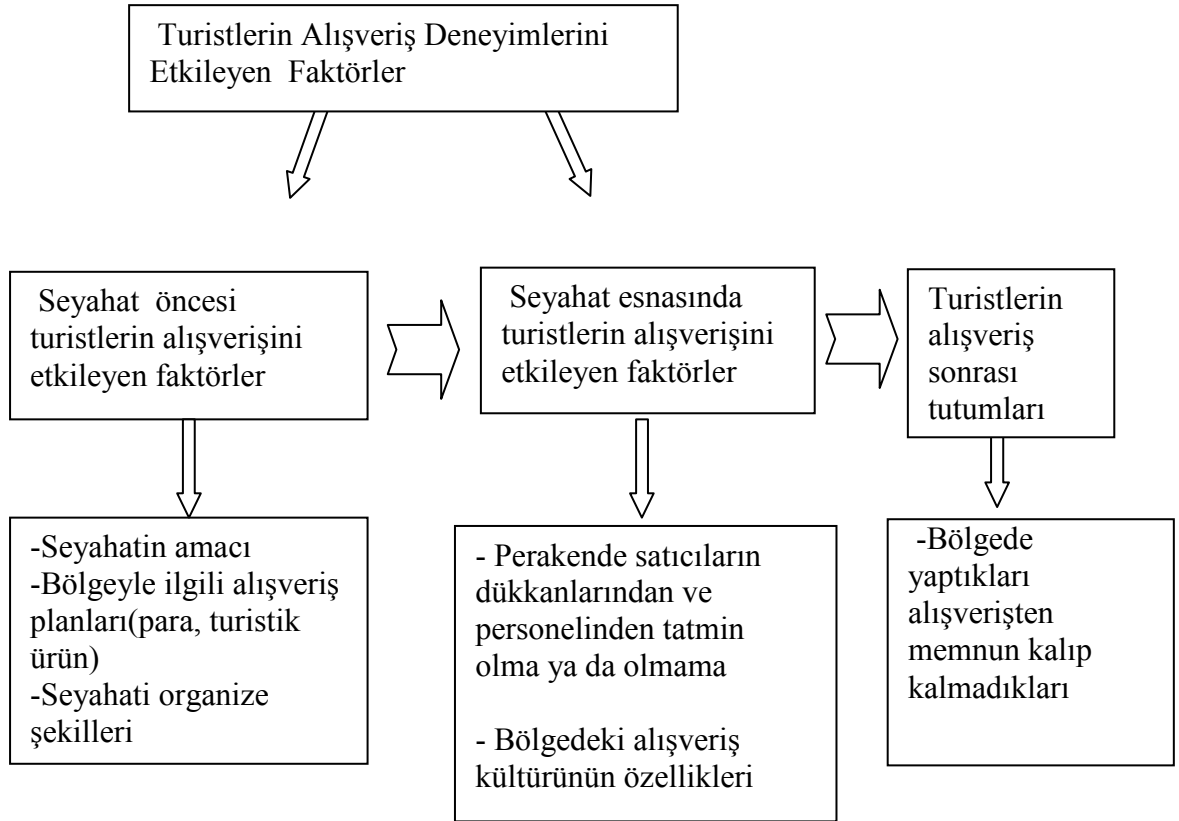 Turistlerin Alışveriş Deneyimlerini
Etkileyen Faktörler
Seyahat öncesi
turistlerin alışverişini
etkileyen faktörler
Seyahat esnasında
turistlerin alışverişini
etkileyen faktörler
Turistlerin
alışveriş
sonrası
tutumları
-Seyahatin amacı
-Bölgeyle ilgili alışveriş
planları(para, turistik
ürün)
-Seyahati organize
şekilleri
- Perakende satıcıların
dükkanlarından ve
personelinden tatmin
olma ya da olmama
- Bölgedeki alışveriş
kültürünün özellikleri
-Bölgede
yaptıkları
alışverişten
memnun kalıp
kalmadıkları